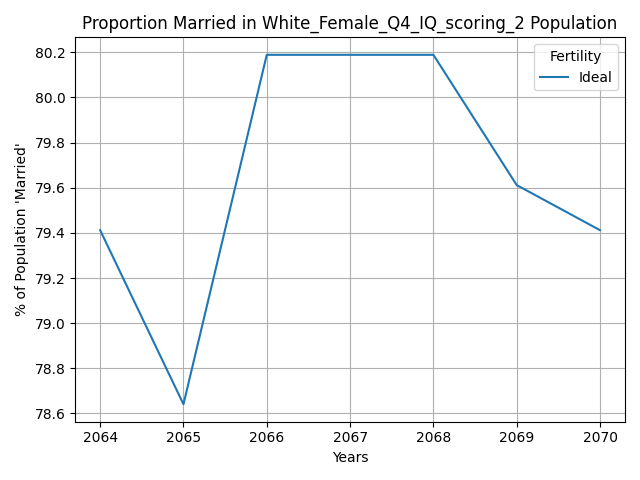 Proportion Married in White_Female_Q4_IQ_scoring_2 Population
Fertility
Ideal
% of Population 'Married'
80.2
80.0
79.8
79.6
79.4
79.2
79.0
78.8
78.6
2064 2065 2066 2067 2068 2069 2070
Years